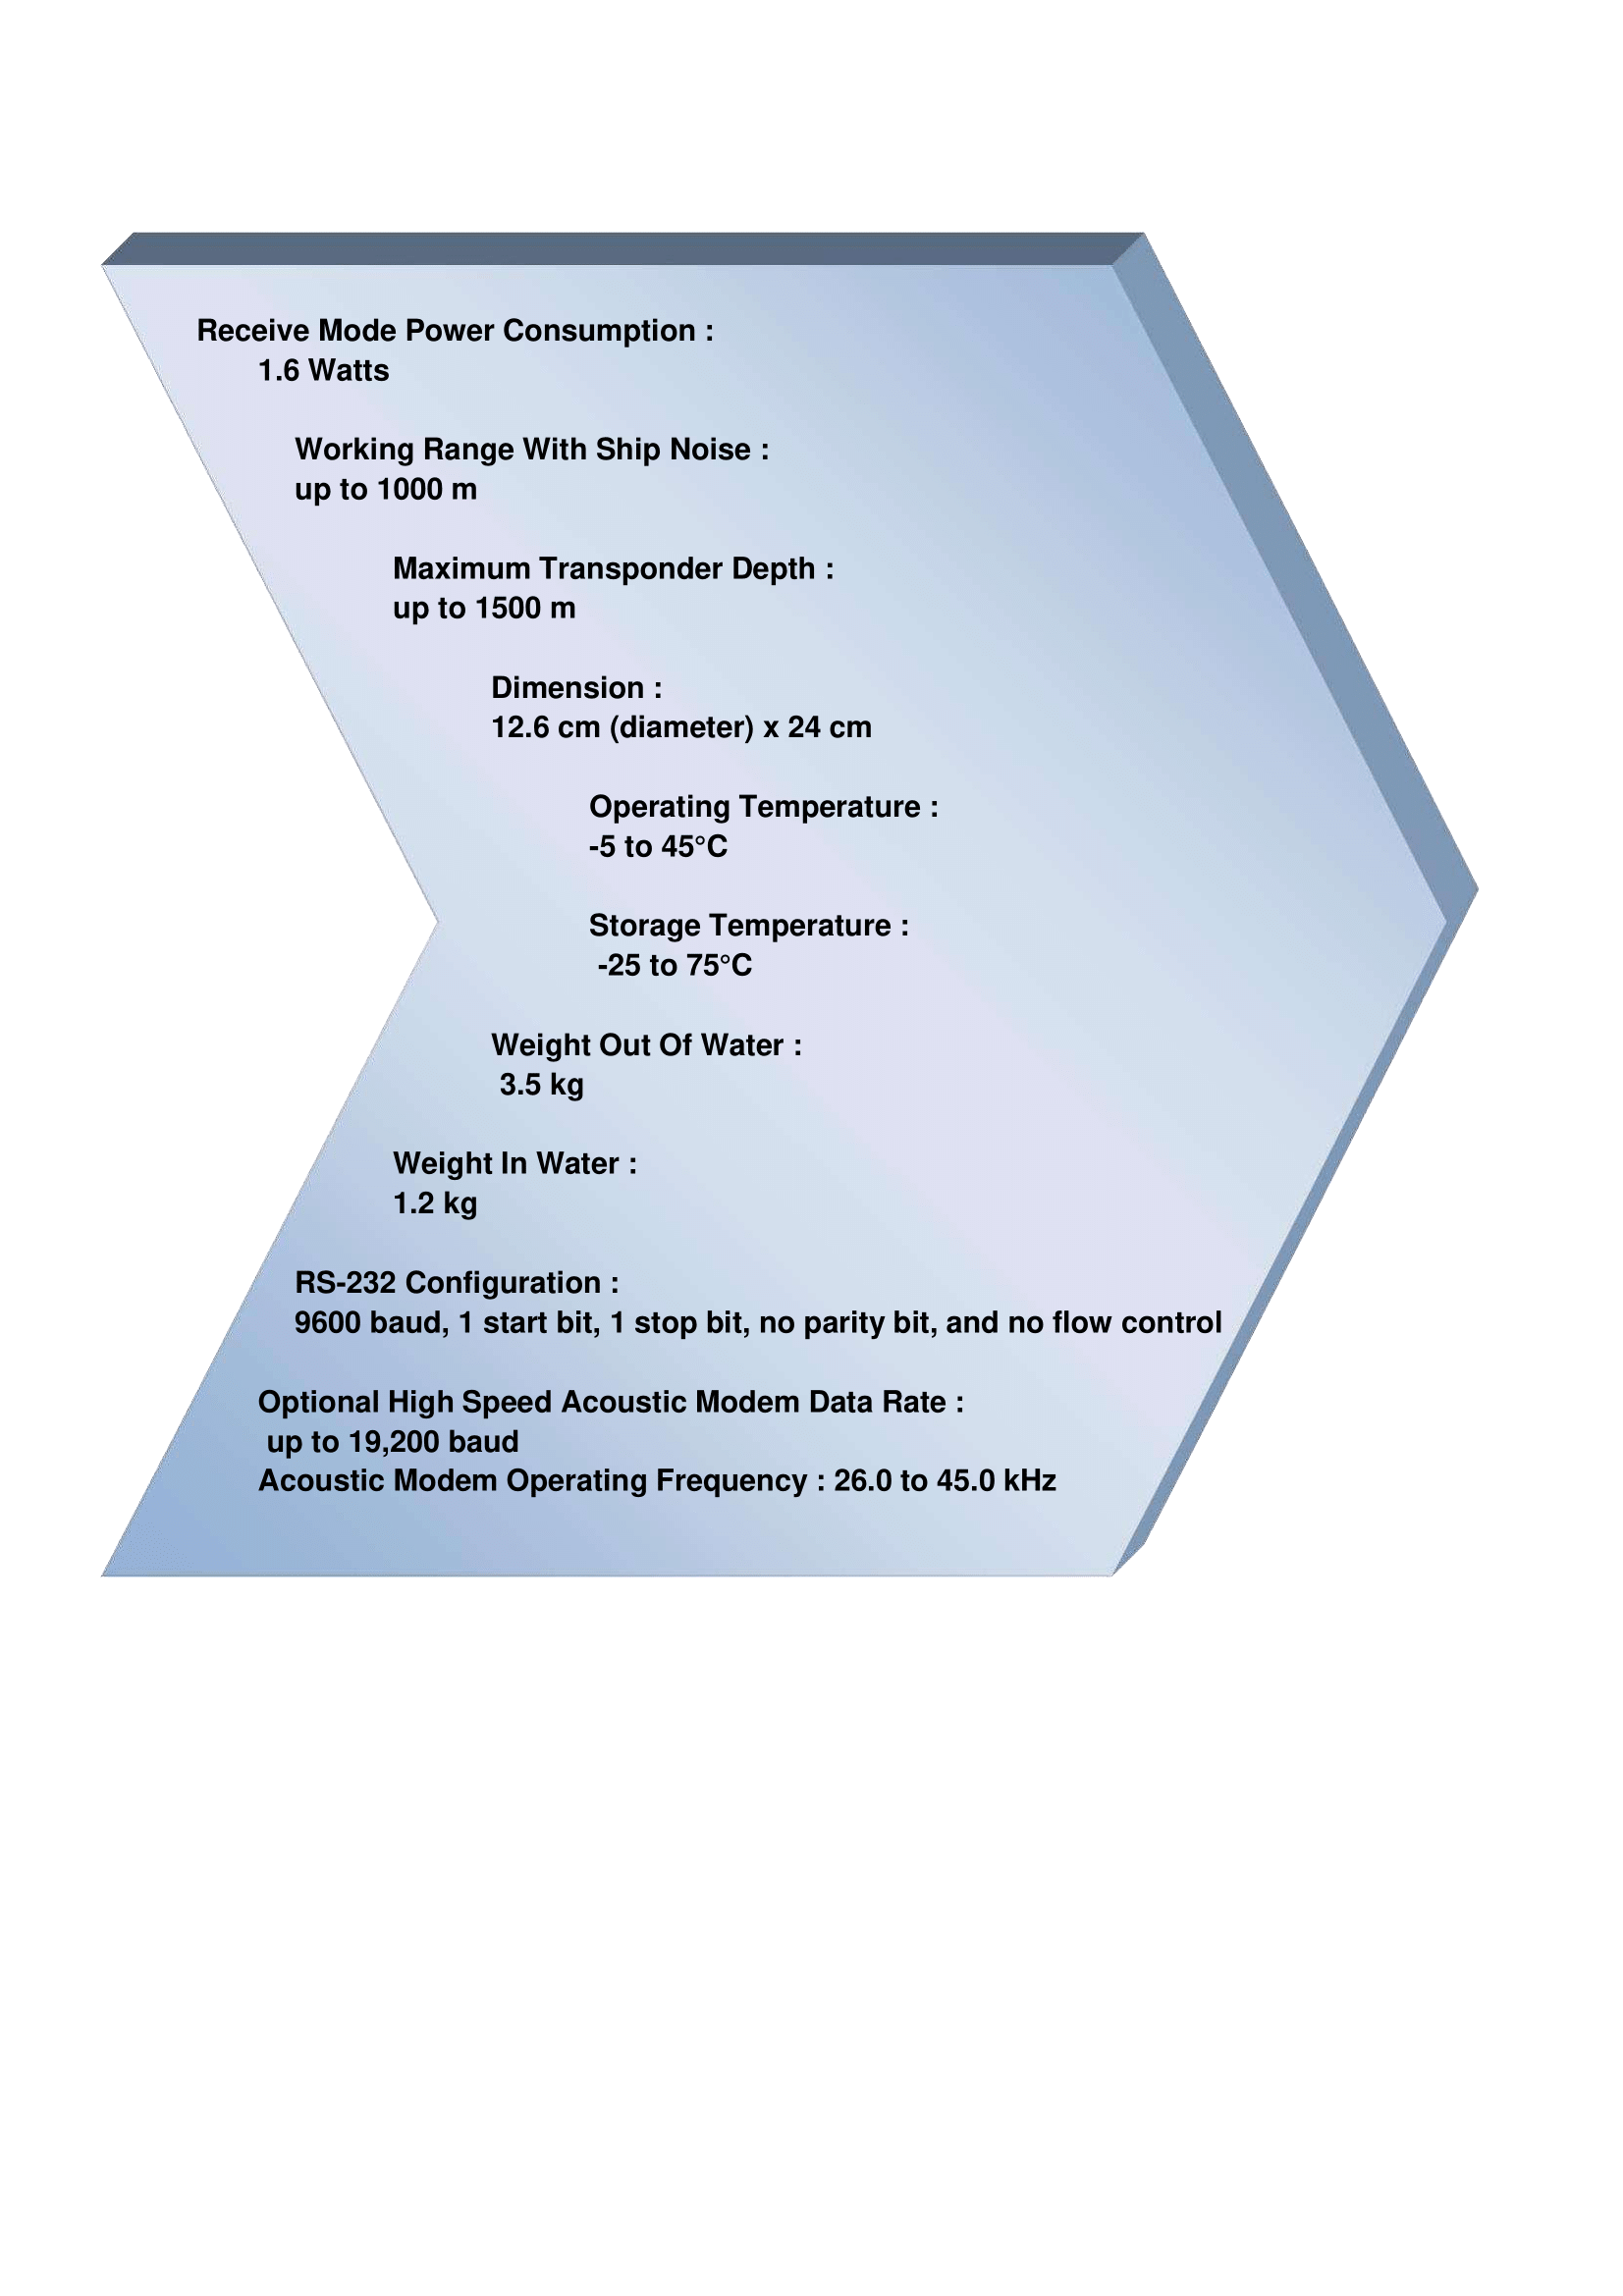 Receive Mode Power Consumption :
1.6 Watts
Working Range With Ship Noise :
up to 1000 m
Maximum Transponder Depth :
up to 1500 m
Dimension :
12.6 cm (diameter) x 24 cm
Operating Temperature :
-5 to 45°C
Storage Temperature :
-25 to 75°C
Weight Out Of Water :
3.5 kg
Weight In Water :
1.2 kg
RS-232 Configuration :
9600 baud, 1 start bit, 1 stop bit, no parity bit, and no flow control
Optional High Speed Acoustic Modem Data Rate :
up to 19,200 baud
Acoustic Modem Operating Frequency : 26.0 to 45.0 kHz